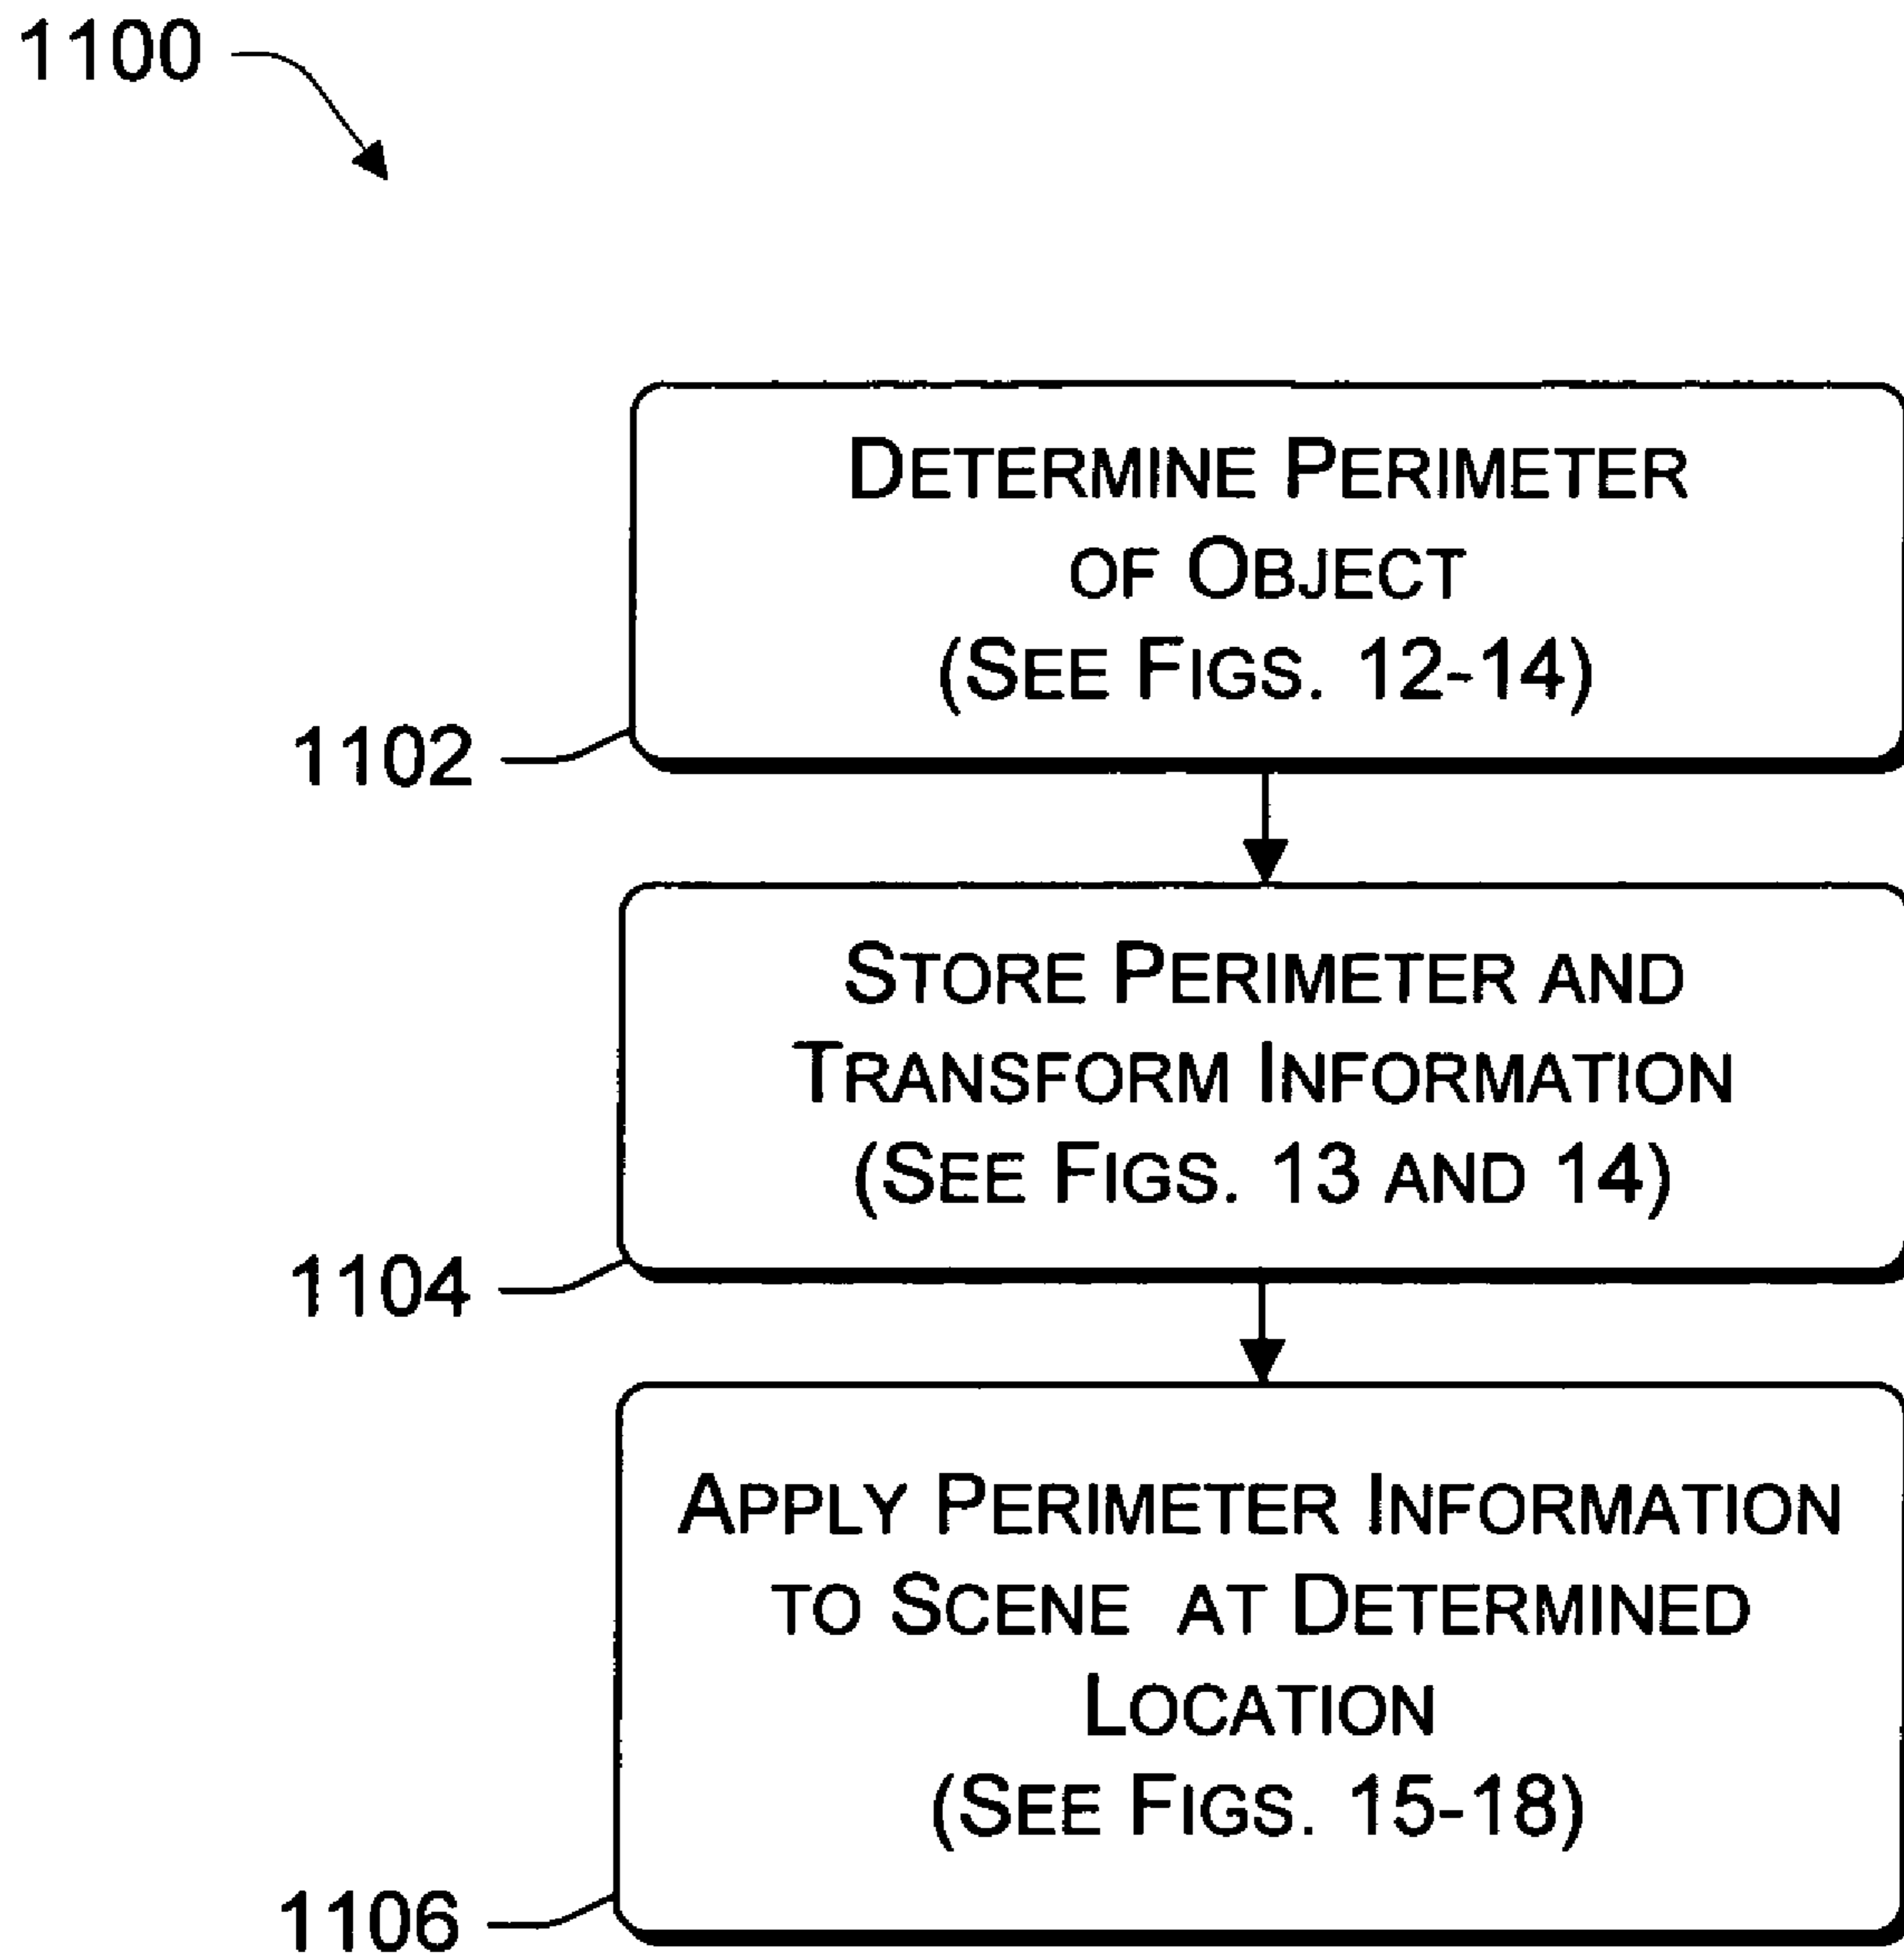 1100
DETERMINE PERIMETER
OF OBJECT
(SEE FIGS. 12-14)
1102
STORE PERIMETER AND
TRANSFORM INFORMATION
(SEE FIGS. 13 AND 14)
1104
APPLY PERIMETER INFORMATION
TO SCENE AT DETERMINED
LOCATION
(SEE FIGS. 15-18)
1106